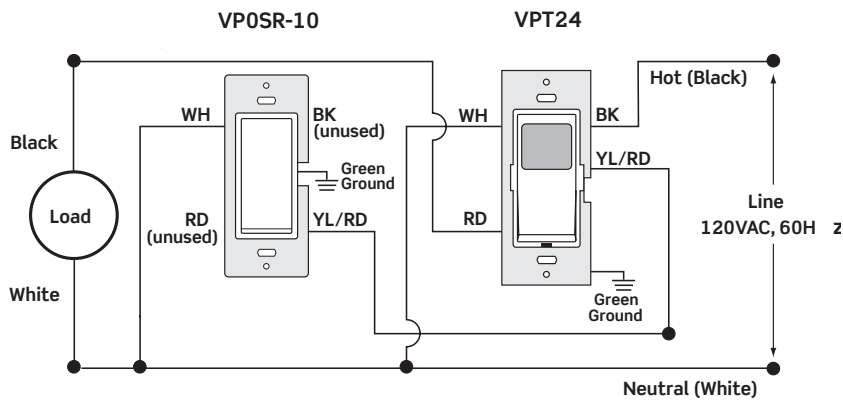 VP0SR-10
VPT24
Hot (Black)
WH
BK
(unused)
WH
BK
Black
Green
Ground
YL/RD
Load
RD
(unused)
YL/RD
RD
Line
120VAC, 60H z
White
Green
Ground
Neutral (White)